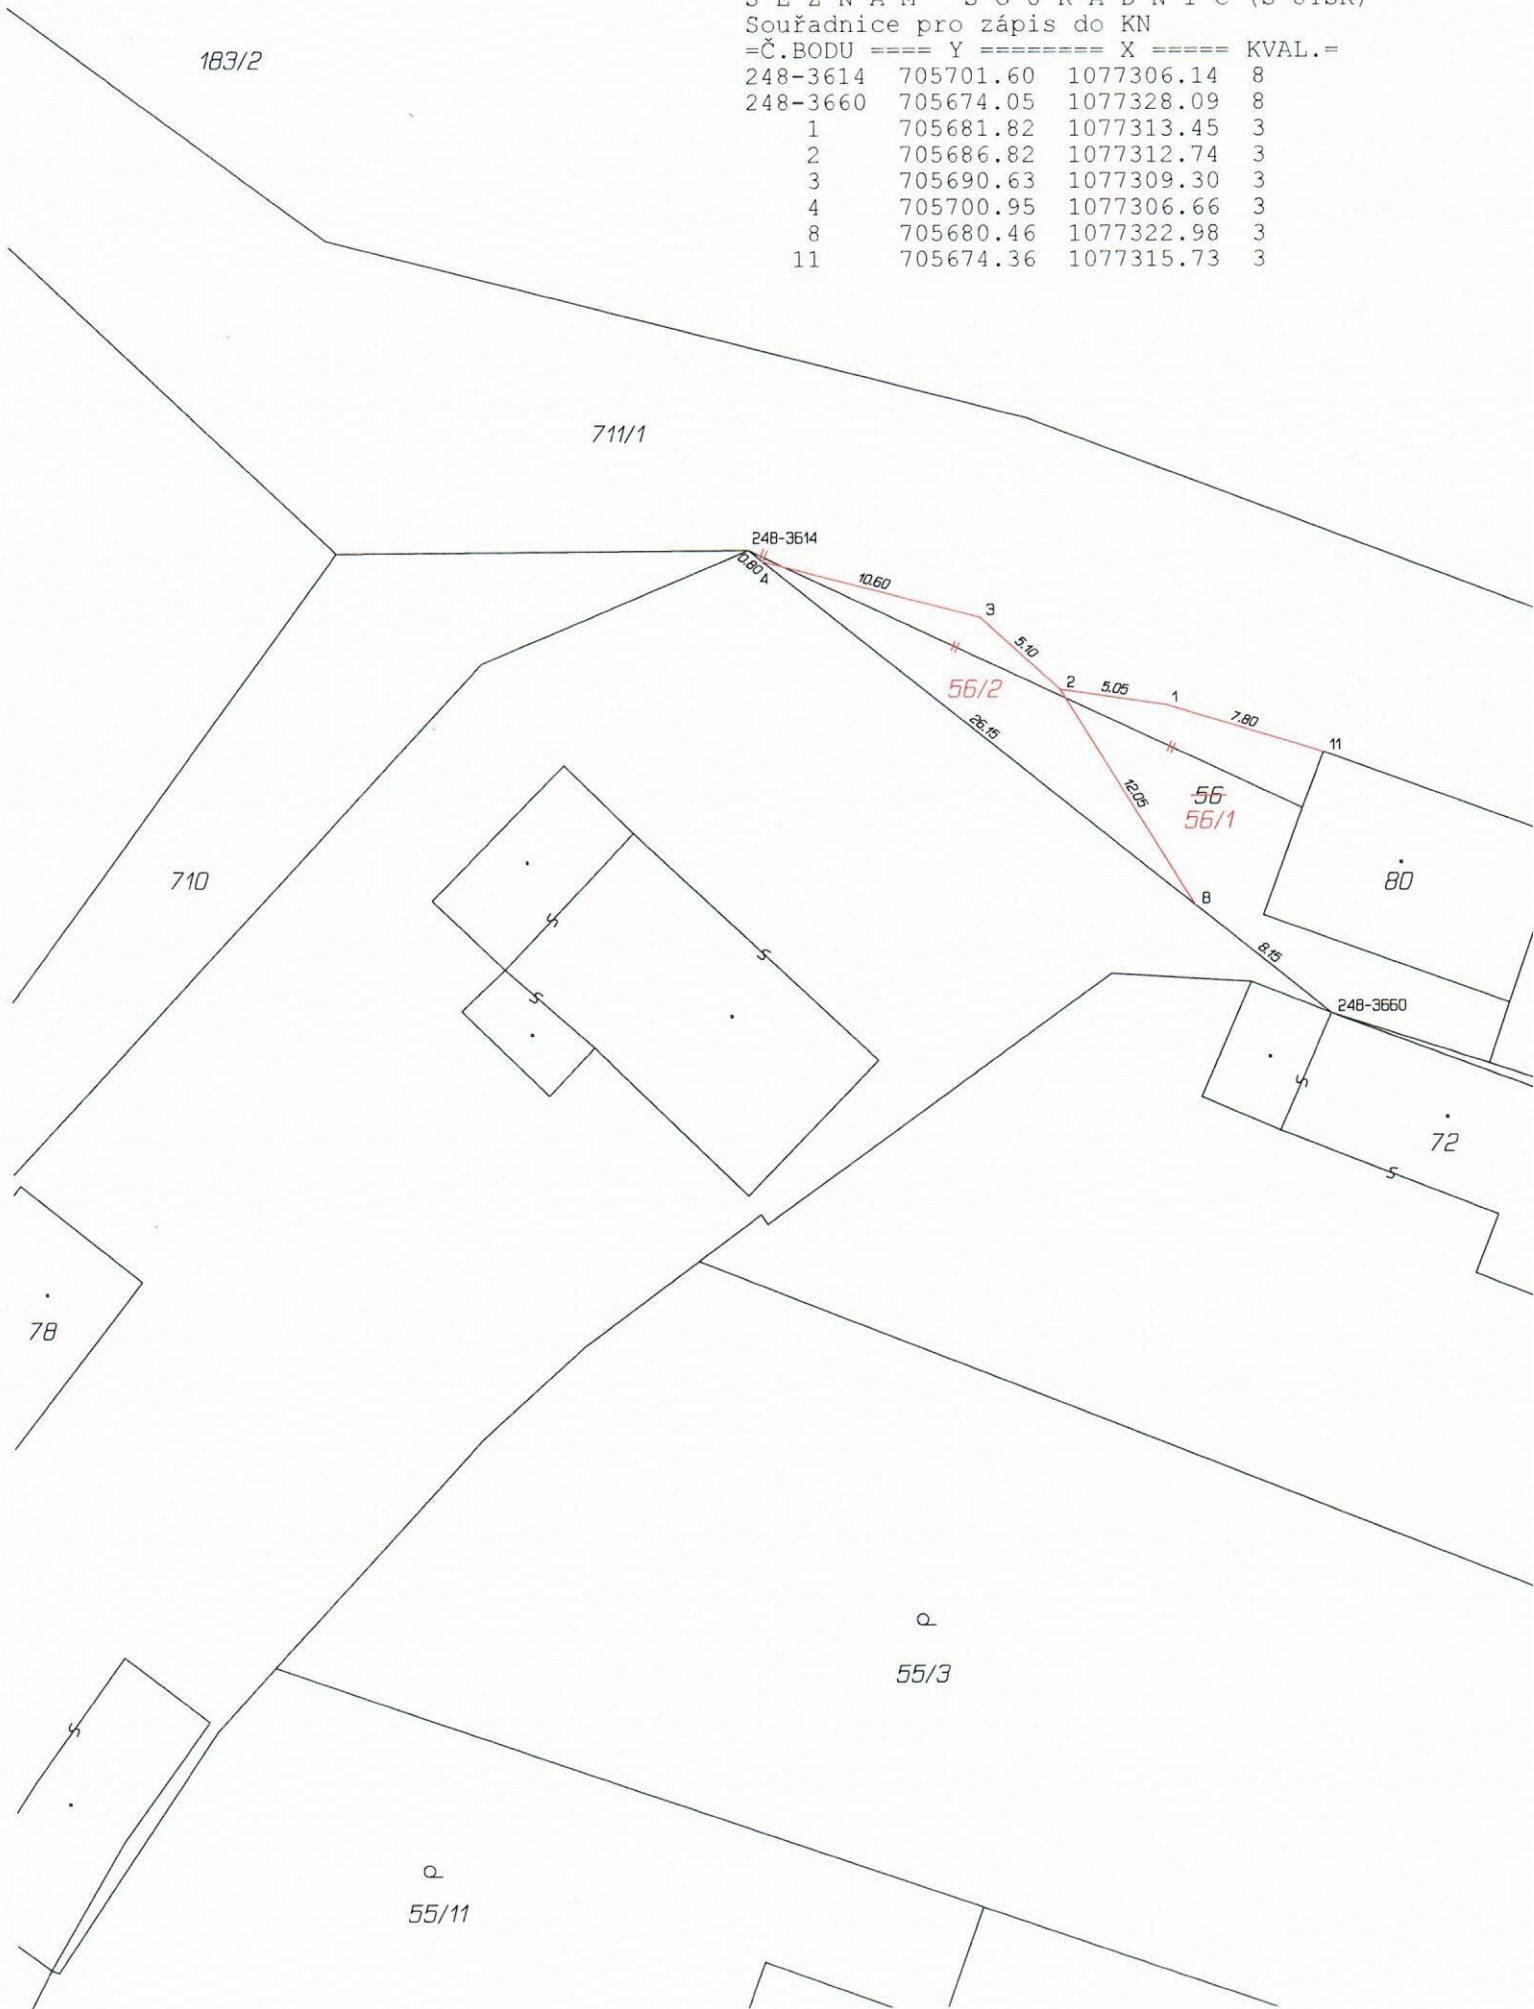 S E Z N A M   S O U Ř A D N I C (S-JTSK)
Souřadnice pro zápis do KN
=Č.BODU ==== Y ======== X ===== KVAL.=
248-3614 705701.60 1077306.14 8
248-3660 705674.05 1077328.09 8
1 705681.82 1077313.45 3
2 705686.82 1077312.74 3
3 705690.63 1077309.30 3
4 705700.95 1077306.66 3
8 705680.46 1077322.98 3
11 705674.36 1077315.73 3
183/2
711/1
248-3614
0.80
4
10.60
3
5.10
56/2
2
5.05
1
7.80
11
26.15
12.05
56
56/1
80
710
8
8.15
248-3660
72
78
55/3
55/11